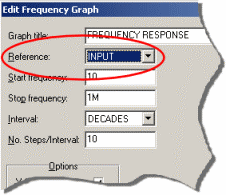 Edit Frequency Graph
Graph title: FREQUENCY RESPONSE
Reference: INPUT
Start frequency: 10
Stop frequency: 1M
Interval: DECADES
No. Steps/Interval: 10
Options